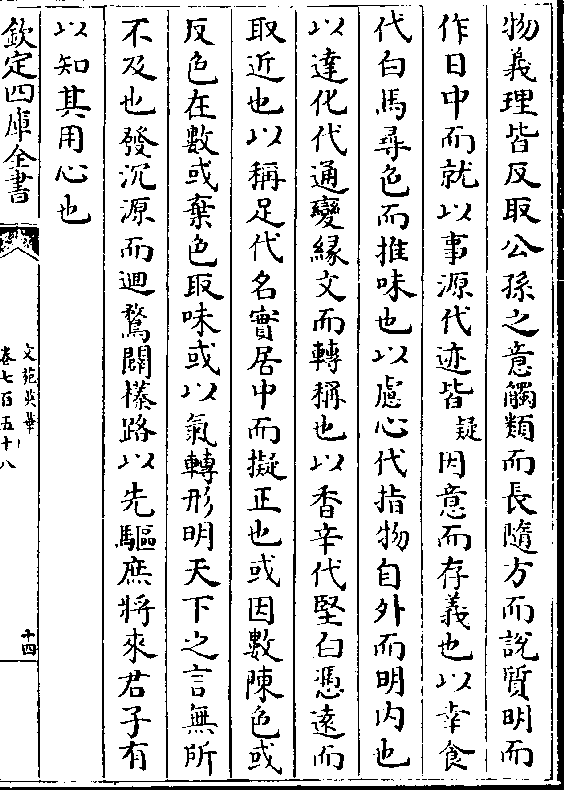 物義理皆反取公孫之意觸類而長隨方而說質明而
作日中而就以事源代迹皆疑因意而存義也以幸食
代白馬尋色而推味也以慮心代指物自外而明内也
以達化代通變緣文而轉稱也以香辛代堅白憑逺而
取近也以稱足代名實居中而擬正也或因數陳色或
反色在數或棄色取味或以氣轉形明天下之言無所
不及也發沉源而迴騖闢榛路以先驅庶將來君子有
以知其用心也
欽定四庫全書
文苑英華
卷七百五十八
十四